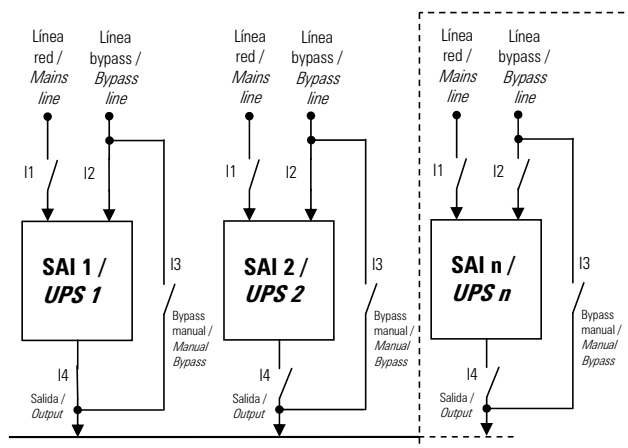 Línea
red /
Mains
line
Línea
bypass /
Bypass
line
I1
I2
SAI 1 /
UPS 1
I3
Bypass
manual /
Manual
Bypass
I4
Salida /
Output
Línea
red /
Mains
line
Línea
bypass /
Bypass
line
I1
I2
SAI 2 /
UPS 2
I3
Bypass
manual /
Manual
Bypass
I4
Salida /
Output
Línea
red /
Mains
line
Línea
bypass /
Bypass
line
I1
I2
SAI n /
UPS n
I3
Bypass
manual /
Manual
Bypass
I4
Salida /
Output